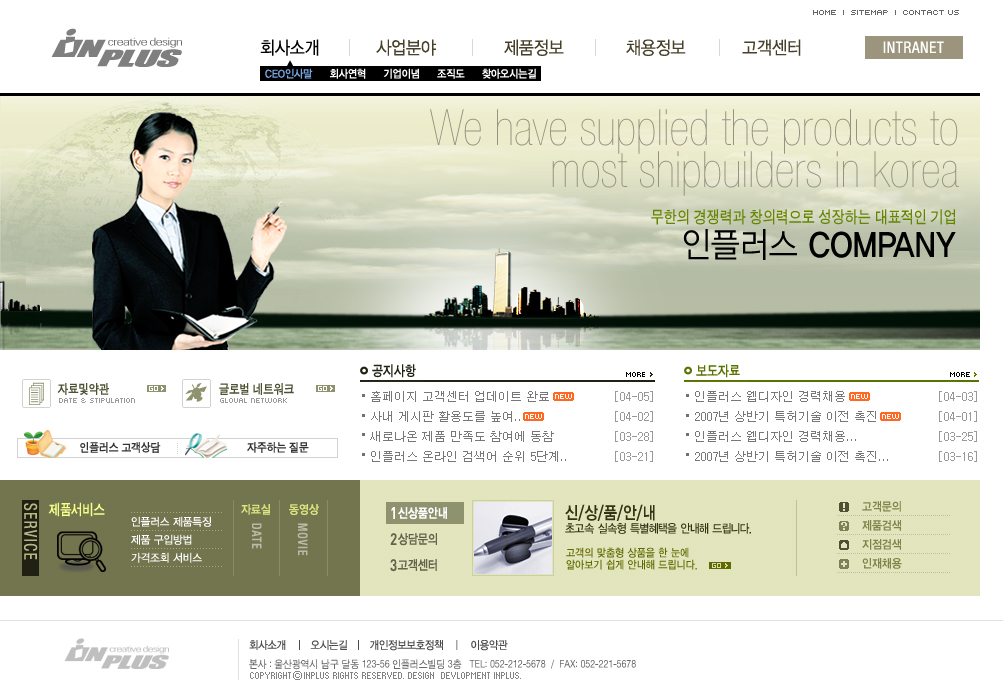 HOME | SITEMAP | CONTACT US
creative design
INPLUS
회사소개 사업분야 제품정보 채용정보 고객센터 INTRANET
CEO인사말 회사연혁 기업이념 조직도 찾아오시는길
We have supplied the products to
most shipbuilders in korea
무한의 경쟁력과 창의력으로 성장하는 대표적인 기업
인플러스 COMPANY
자료및약관 GO
DATE & STIPULATION
글로벌 네트워크 GO
GLOVAL NETWORK
인플러스 고객상담 자주하는 질문
공지사항 MORE
홈페이지 고객센터 업데이트 완료 NEW [04-05]
사내 게시판 활용도를 높여.. NEW [04-02]
새로나온 제품 만족도 참여에 동참 [03-28]
인플러스 온라인 검색어 순위 5단계.. [03-21]
보도자료 MORE
인플러스 웹디자인 경력채용 NEW [04-03]
2007년 상반기 특허기술 이전 촉진 NEW [04-01]
인플러스 웹디자인 경력채용... [03-25]
2007년 상반기 특허기술 이전 촉진... [03-16]
SERVICE
제품서비스
인플러스 제품특징
제품 구입방법
가격조회 서비스
자료실
DATE
동영상
MOVIE
1 신상품안내
2 상담문의
3 고객센터
신/상/품/안/내
초고속 실속형 특별혜택을 안내해 드립니다.
고객의 맞춤형 상품을 한 눈에
알아보기 쉽게 안내해 드립니다. GO
고객문의
제품검색
지점검색
인재채용
creative design
INPLUS
회사소개 | 오시는길 | 개인정보보호정책 | 이용약관
본사 : 울산광역시 남구 달동 123-56 인플러스빌딩 3층 TEL: 052-212-5678 / FAX: 052-221-5678
COPYRIGHT©INPLUS RIGHTS RESERVED. DESIGN DEVLOPMENT INPLUS.